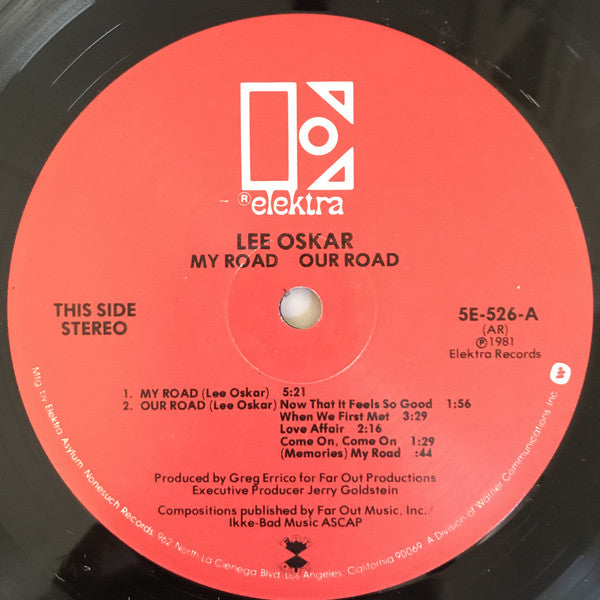 ® elektra
LEE OSKAR
MY ROAD OUR ROAD
THIS SIDE
STEREO
5E-526-A
(AR)
℗ 1981
Elektra Records
1. MY ROAD (Lee Oskar) 5:21
2. OUR ROAD (Lee Oskar) Now That It Feels So Good 1:56
When We First Met 3:29
Love Affair 2:16
Come On, Come On 1:29
(Memories) My Road :44
Produced by Greg Errico for Far Out Productions
Executive Producer Jerry Goldstein
Compositions published by Far Out Music, Inc./
Ikke-Bad Music ASCAP
Mfg by Elektra Asylum Nonesuch Records, 962 North La Cienega Blvd Los Angeles, California 90069 A Division of Warner Communications Inc